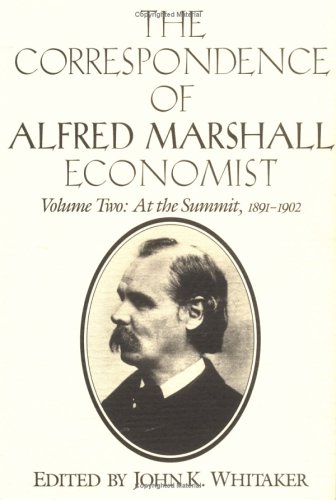 THE
CORRESPONDENCE
OF
ALFRED MARSHALL
ECONOMIST
Volume Two: At the Summit, 1891–1902
EDITED BY JOHN K. WHITAKER